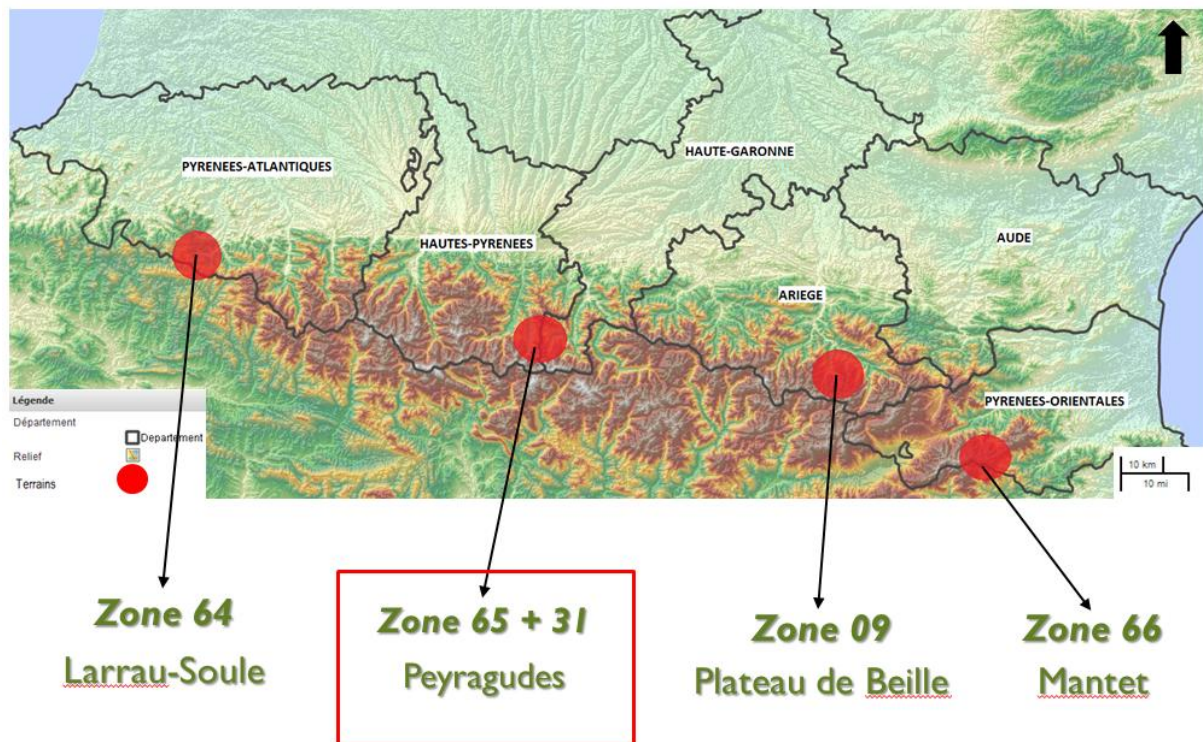 PYRENEES-ATLANTIQUES
HAUTE-GARONNE
HAUTES-PYRENEES
AUDE
ARIEGE
PYRENEES-ORIENTALES
Légende
Département
Departement
Relief
Terrains
10 km
10 mi
Zone 64
Larrau-Soule
Zone 65 + 31
Peyragudes
Zone 09
Plateau de Beille
Zone 66
Mantet